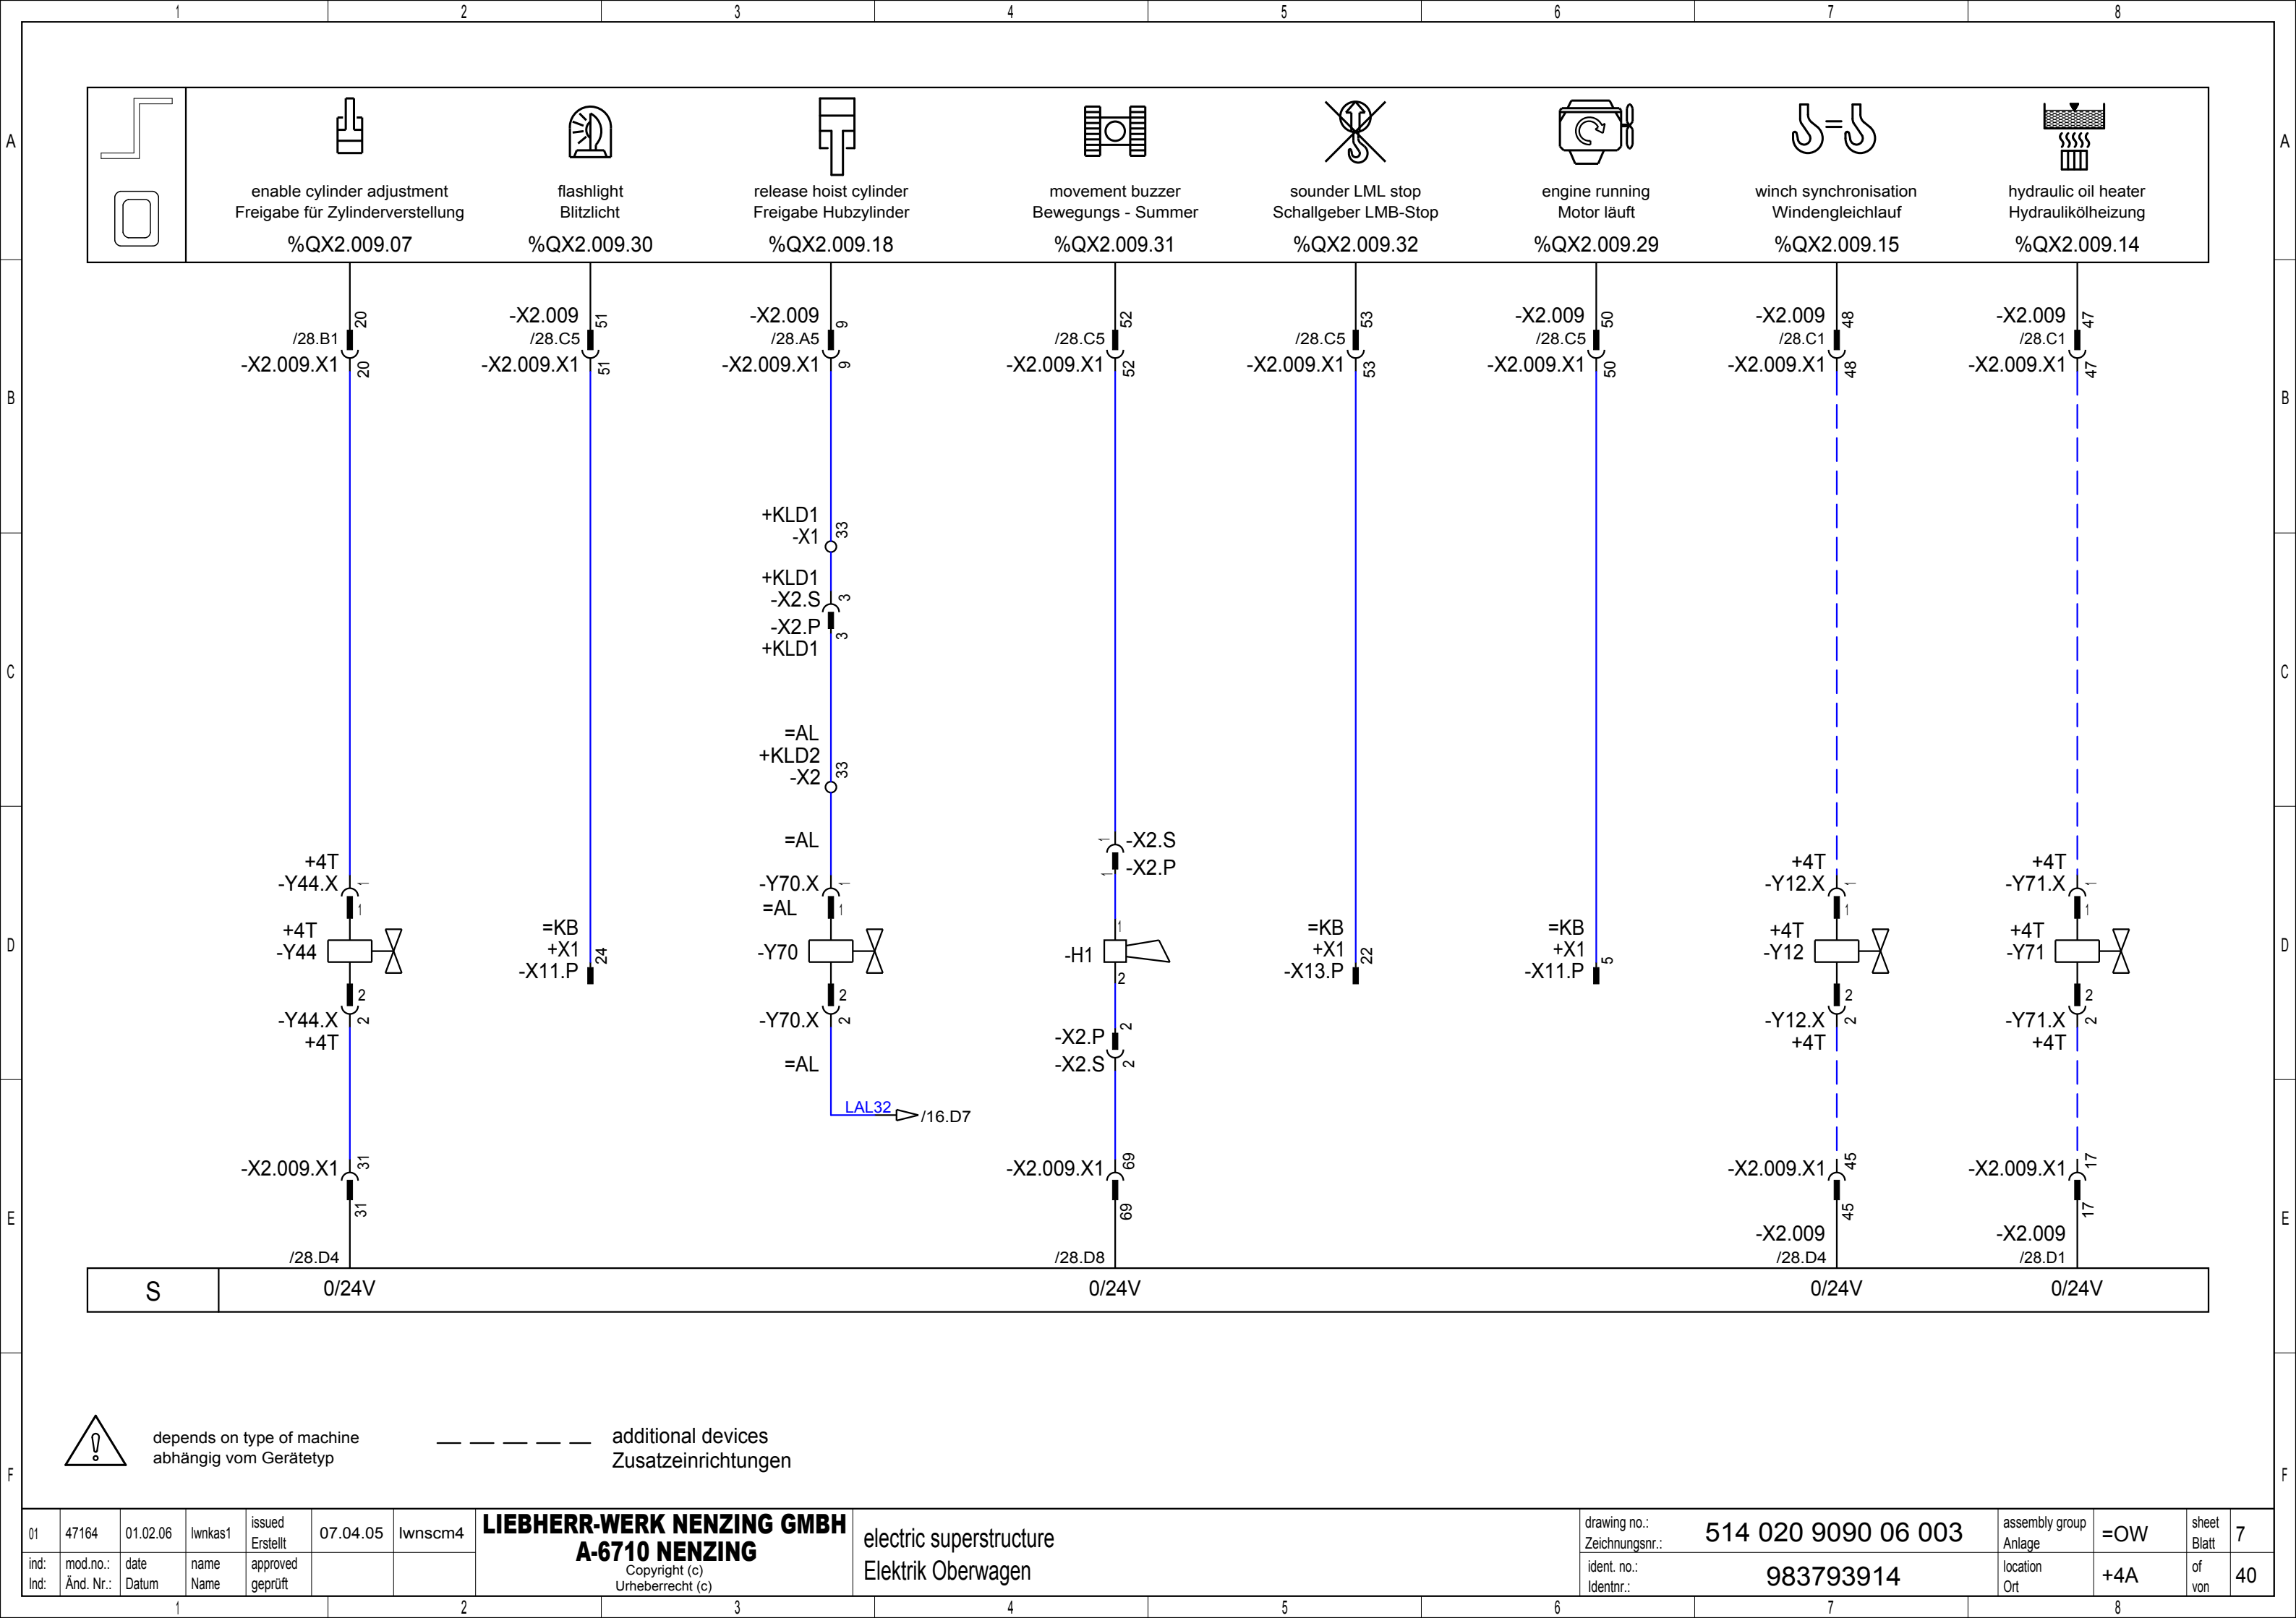 1 2 3 4 5 6 7 8
A A
enable cylinder adjustment
Freigabe für Zylinderverstellung
%QX2.009.07
flashlight
Blitzlicht
%QX2.009.30
release hoist cylinder
Freigabe Hubzylinder
%QX2.009.18
movement buzzer
Bewegungs - Summer
%QX2.009.31
sounder LML stop
Schallgeber LMB-Stop
%QX2.009.32
engine running
Motor läuft
%QX2.009.29
winch synchronisation
Windengleichlauf
%QX2.009.15
=
hydraulic oil heater
Hydraulikölheizung
%QX2.009.14
B B
20
/28.B1
-X2.009.X1
20
+4T
-Y44.X
1
1
+4T
-Y44
2
-Y44.X
2
+4T
-X2.009.X1
31
31
/28.D4
-X2.009
51
/28.C5
-X2.009.X1
51
=KB
+X1
-X11.P
24
-X2.009
9
/28.A5
-X2.009.X1
9
+KLD1
-X1
33
+KLD1
-X2.S
3
-X2.P
3
+KLD1
=AL
+KLD2
-X2
33
=AL
-Y70.X
1
=AL
1
-Y70
2
-Y70.X
2
=AL
LAL32
/16.D7
52
/28.C5
-X2.009.X1
52
1
-X2.S
1
-X2.P
1
-H1
2
-X2.P
2
-X2.S
2
-X2.009.X1
69
69
/28.D8
53
/28.C5
-X2.009.X1
53
=KB
+X1
-X13.P
22
-X2.009
50
/28.C5
-X2.009.X1
50
=KB
+X1
-X11.P
5
-X2.009
48
/28.C1
-X2.009.X1
48
+4T
-Y12.X
1
1
+4T
-Y12
2
-Y12.X
2
+4T
-X2.009.X1
45
45
-X2.009
/28.D4
-X2.009
47
/28.C1
-X2.009.X1
47
+4T
-Y71.X
1
1
+4T
-Y71
2
-Y71.X
2
+4T
-X2.009.X1
17
17
-X2.009
/28.D1
C C
D D
E E
S 0/24V 0/24V 0/24V 0/24V
F F
!
depends on type of machine
abhängig vom Gerätetyp
additional devices
Zusatzeinrichtungen
01 47164 01.02.06 lwnkas1
issued
Erstellt
07.04.05 lwnscm4
ind: mod.no.: date name approved
Ind: Änd. Nr.: Datum Name geprüft
LIEBHERR-WERK NENZING GMBH
A-6710 NENZING
Copyright (c)
Urheberrecht (c)
electric superstructure
Elektrik Oberwagen
drawing no.:
Zeichnungsnr.:
514 020 9090 06 003
ident. no.:
Identnr.:
983793914
assembly group
Anlage
=OW
location
Ort
+4A
sheet
Blatt
7
of
von
40
1 2 3 4 5 6 7 8